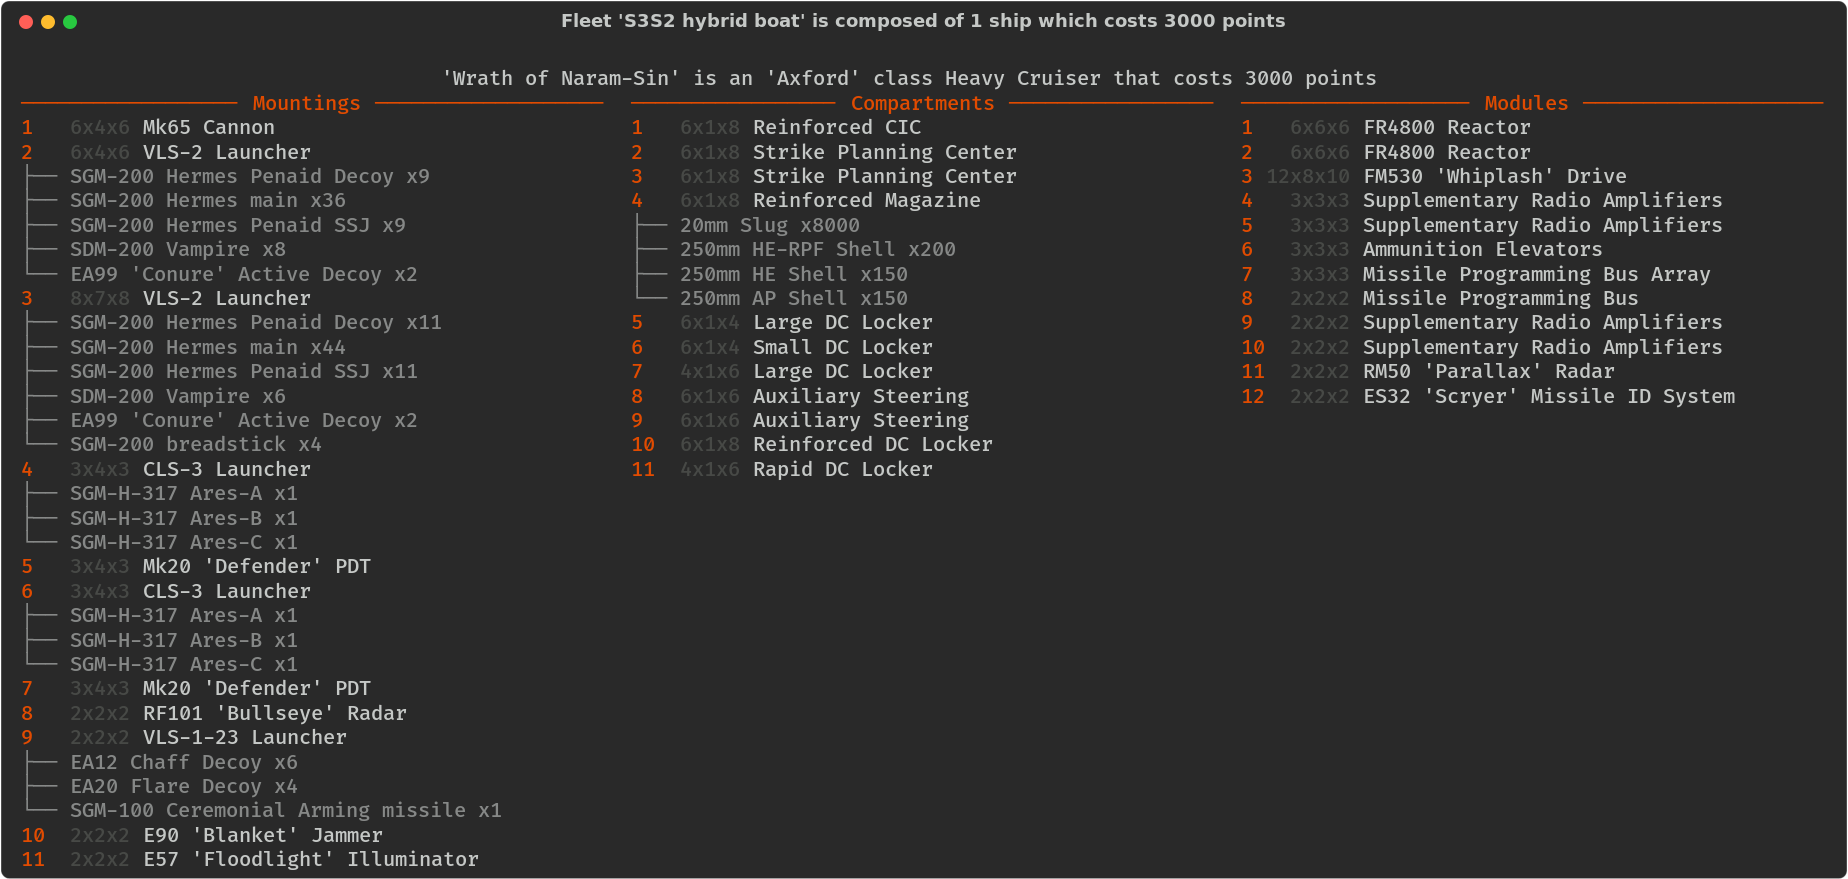 Fleet 'S3S2 hybrid boat' is composed of 1 ship which costs 3000 points
'Wrath of Naram-Sin' is an 'Axford' class Heavy Cruiser that costs 3000 points
Mountings
1 6x4x6 Mk65 Cannon
2 6x4x6 VLS-2 Launcher
SGM-200 Hermes Penaid Decoy x9
SGM-200 Hermes main x36
SGM-200 Hermes Penaid SSJ x9
SDM-200 Vampire x8
EA99 'Conure' Active Decoy x2
3 8x7x8 VLS-2 Launcher
SGM-200 Hermes Penaid Decoy x11
SGM-200 Hermes main x44
SGM-200 Hermes Penaid SSJ x11
SDM-200 Vampire x6
EA99 'Conure' Active Decoy x2
SGM-200 breadstick x4
4 3x4x3 CLS-3 Launcher
SGM-H-317 Ares-A x1
SGM-H-317 Ares-B x1
SGM-H-317 Ares-C x1
5 3x4x3 Mk20 'Defender' PDT
6 3x4x3 CLS-3 Launcher
SGM-H-317 Ares-A x1
SGM-H-317 Ares-B x1
SGM-H-317 Ares-C x1
7 3x4x3 Mk20 'Defender' PDT
8 2x2x2 RF101 'Bullseye' Radar
9 2x2x2 VLS-1-23 Launcher
EA12 Chaff Decoy x6
EA20 Flare Decoy x4
SGM-100 Ceremonial Arming missile x1
10 2x2x2 E90 'Blanket' Jammer
11 2x2x2 E57 'Floodlight' Illuminator
Compartments
1 6x1x8 Reinforced CIC
2 6x1x8 Strike Planning Center
3 6x1x8 Strike Planning Center
4 6x1x8 Reinforced Magazine
20mm Slug x8000
250mm HE-RPF Shell x200
250mm HE Shell x150
250mm AP Shell x150
5 6x1x4 Large DC Locker
6 6x1x4 Small DC Locker
7 4x1x6 Large DC Locker
8 6x1x6 Auxiliary Steering
9 6x1x6 Auxiliary Steering
10 6x1x8 Reinforced DC Locker
11 4x1x6 Rapid DC Locker
Modules
1 6x6x6 FR4800 Reactor
2 6x6x6 FR4800 Reactor
3 12x8x10 FM530 'Whiplash' Drive
4 3x3x3 Supplementary Radio Amplifiers
5 3x3x3 Supplementary Radio Amplifiers
6 3x3x3 Ammunition Elevators
7 3x3x3 Missile Programming Bus Array
8 2x2x2 Missile Programming Bus
9 2x2x2 Supplementary Radio Amplifiers
10 2x2x2 Supplementary Radio Amplifiers
11 2x2x2 RM50 'Parallax' Radar
12 2x2x2 ES32 'Scryer' Missile ID System